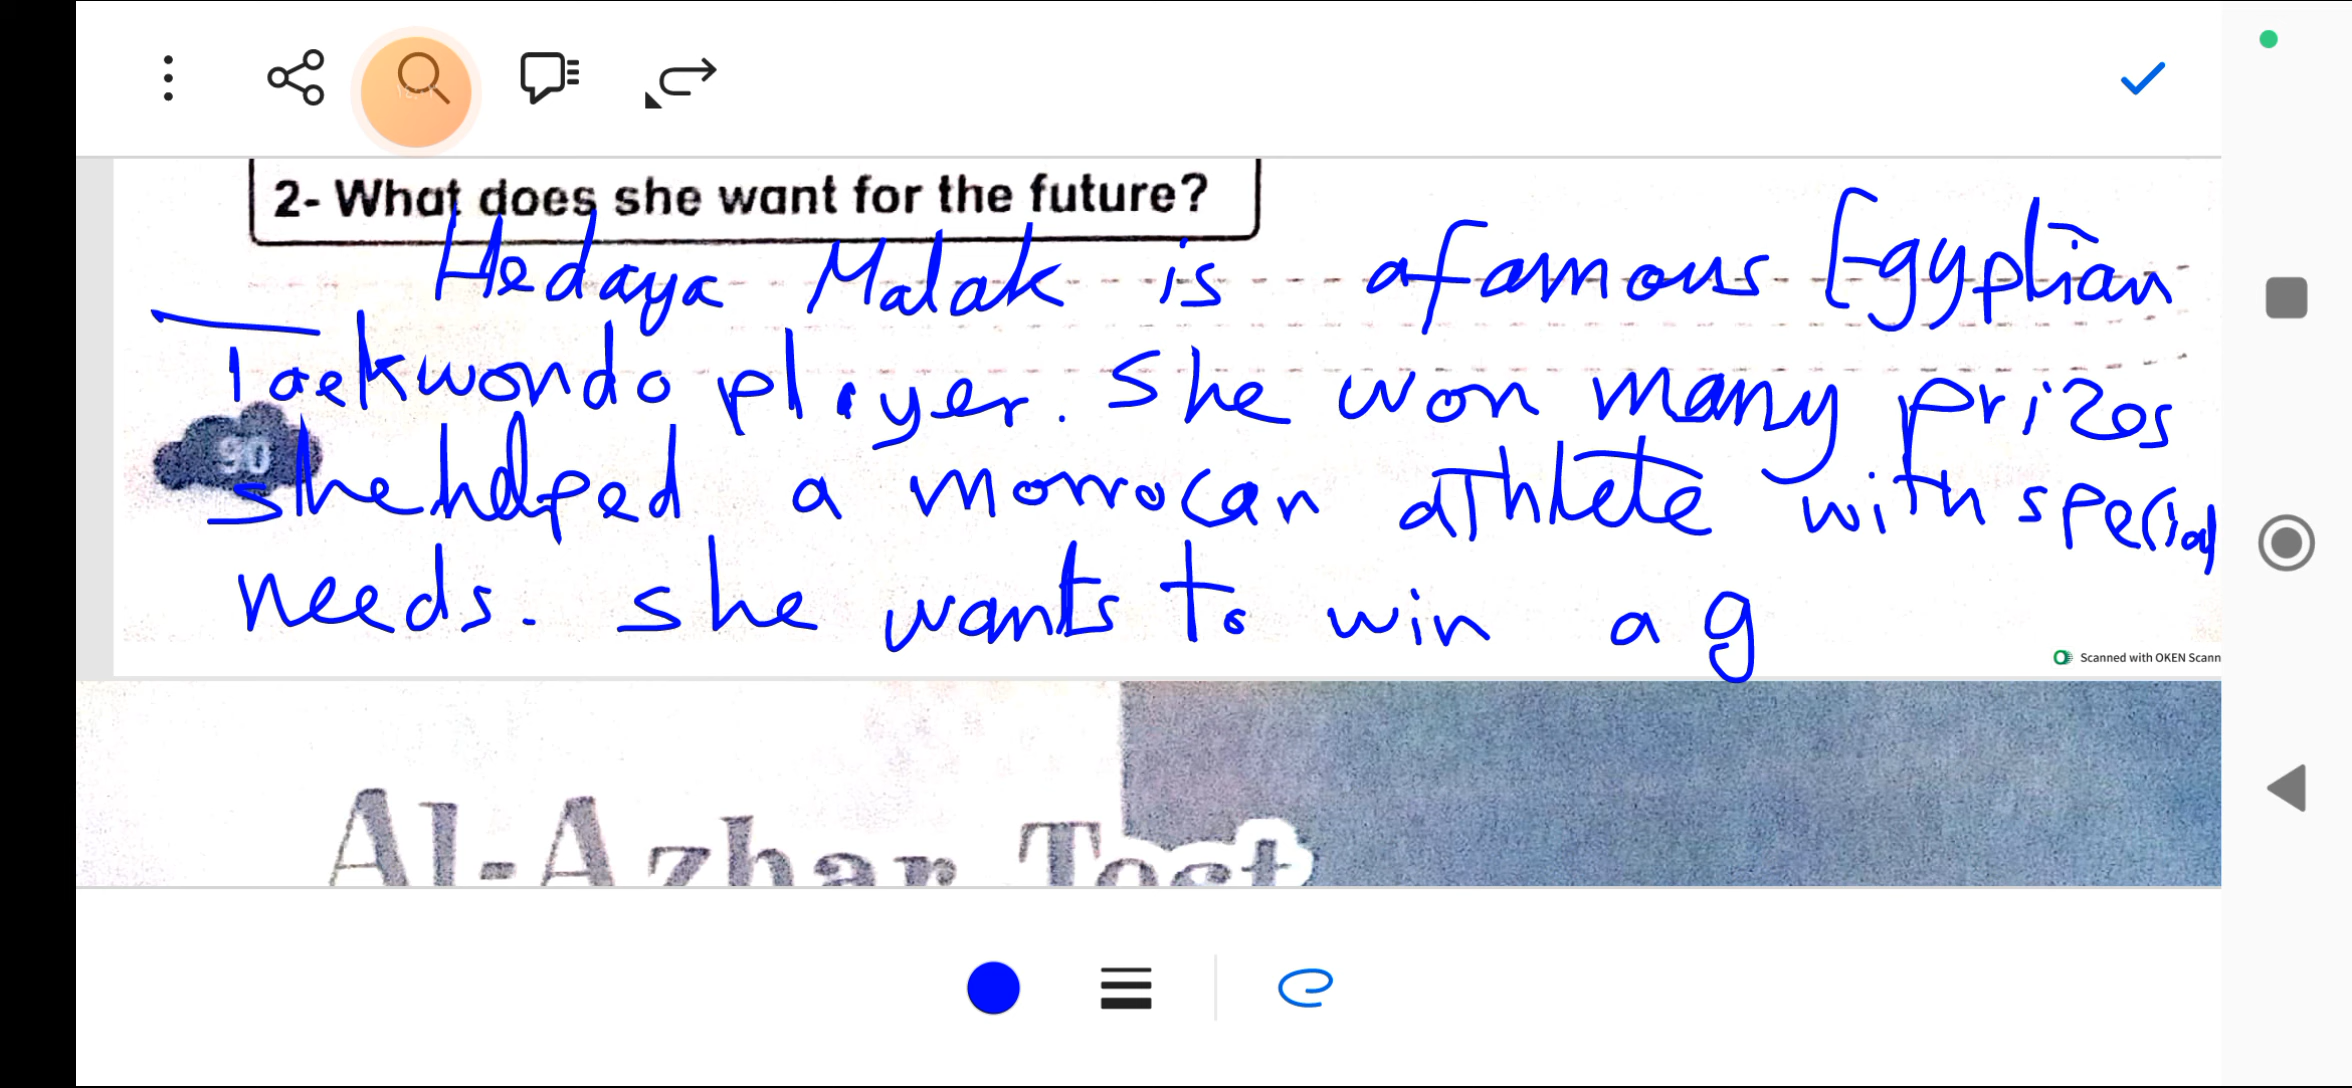 2- What does she want for the future?
Hedaya Malak is a famous Egyptian
Taekwondo player. She won many prizes
She helped a morrocan athlete with special
needs. she wants to win a g
90
Scanned with OKEN Scann
Al-Azhar Test